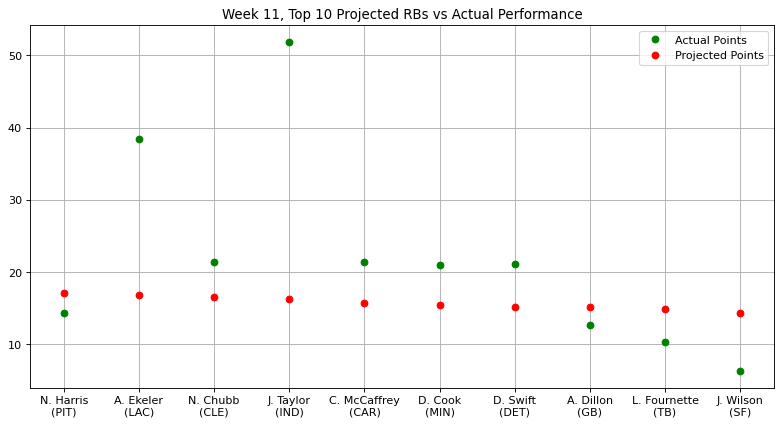 Week 11, Top 10 Projected RBs vs Actual Performance
Actual Points
Projected Points
50
40
30
20
10
N. Harris
(PIT)
A. Ekeler
(LAC)
N. Chubb
(CLE)
J. Taylor
(IND)
C. McCaffrey
(CAR)
D. Cook
(MIN)
D. Swift
(DET)
A. Dillon
(GB)
L. Fournette
(TB)
J. Wilson
(SF)